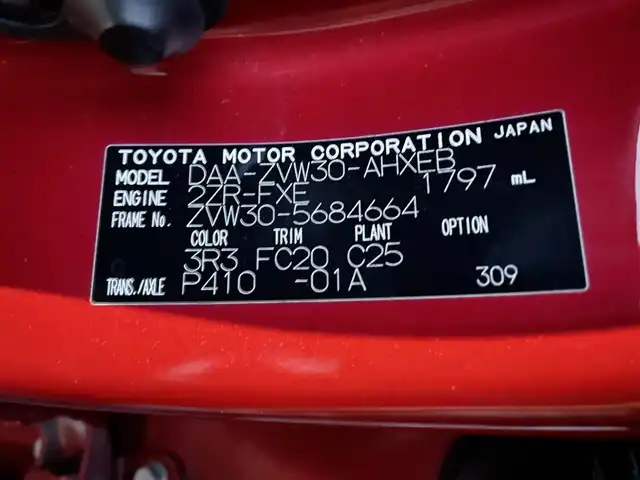 TOYOTA MOTOR CORPORATION JAPAN
MODEL DAA-ZVW30-AHXEB
ENGINE 2ZR-FXE 1797 mL
FRAME No. ZVW30-5684664
COLOR TRIM PLANT OPTION
3R3 FC20 C25
TRANS./AXLE P410 -01A 309